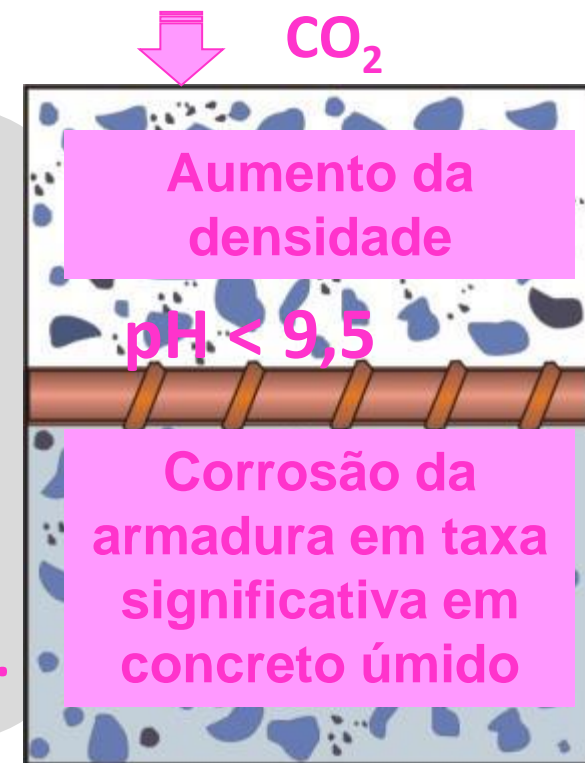 CO₂
Aumento da
densidade
pH < 9,5
Corrosão da
armadura em taxa
significativa em
concreto úmido